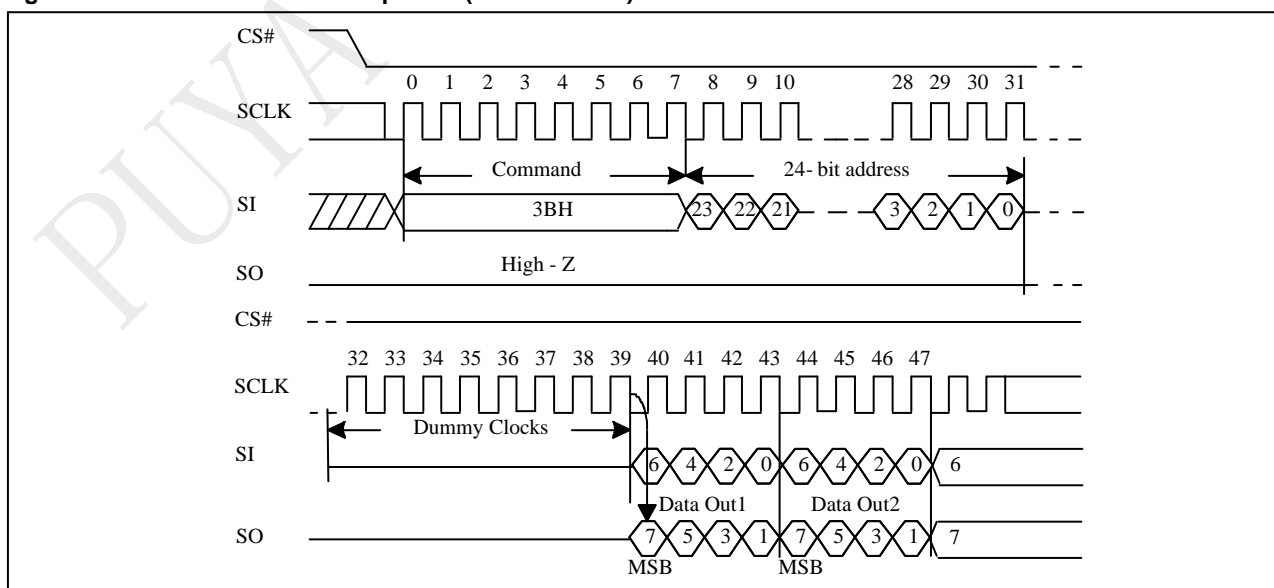 PUYA
CS#
0 1 2 3 4 5 6 7 8 9 10 28 29 30 31
SCLK
Command 24- bit address
SI 3BH 23 22 21 3 2 1 0
High - Z
SO
CS#
32 33 34 35 36 37 38 39 40 41 42 43 44 45 46 47
SCLK
Dummy Clocks
SI 6 4 2 0 6 4 2 0 6
Data Out1 Data Out2
SO 7 5 3 1 7 5 3 1 7
MSB MSB